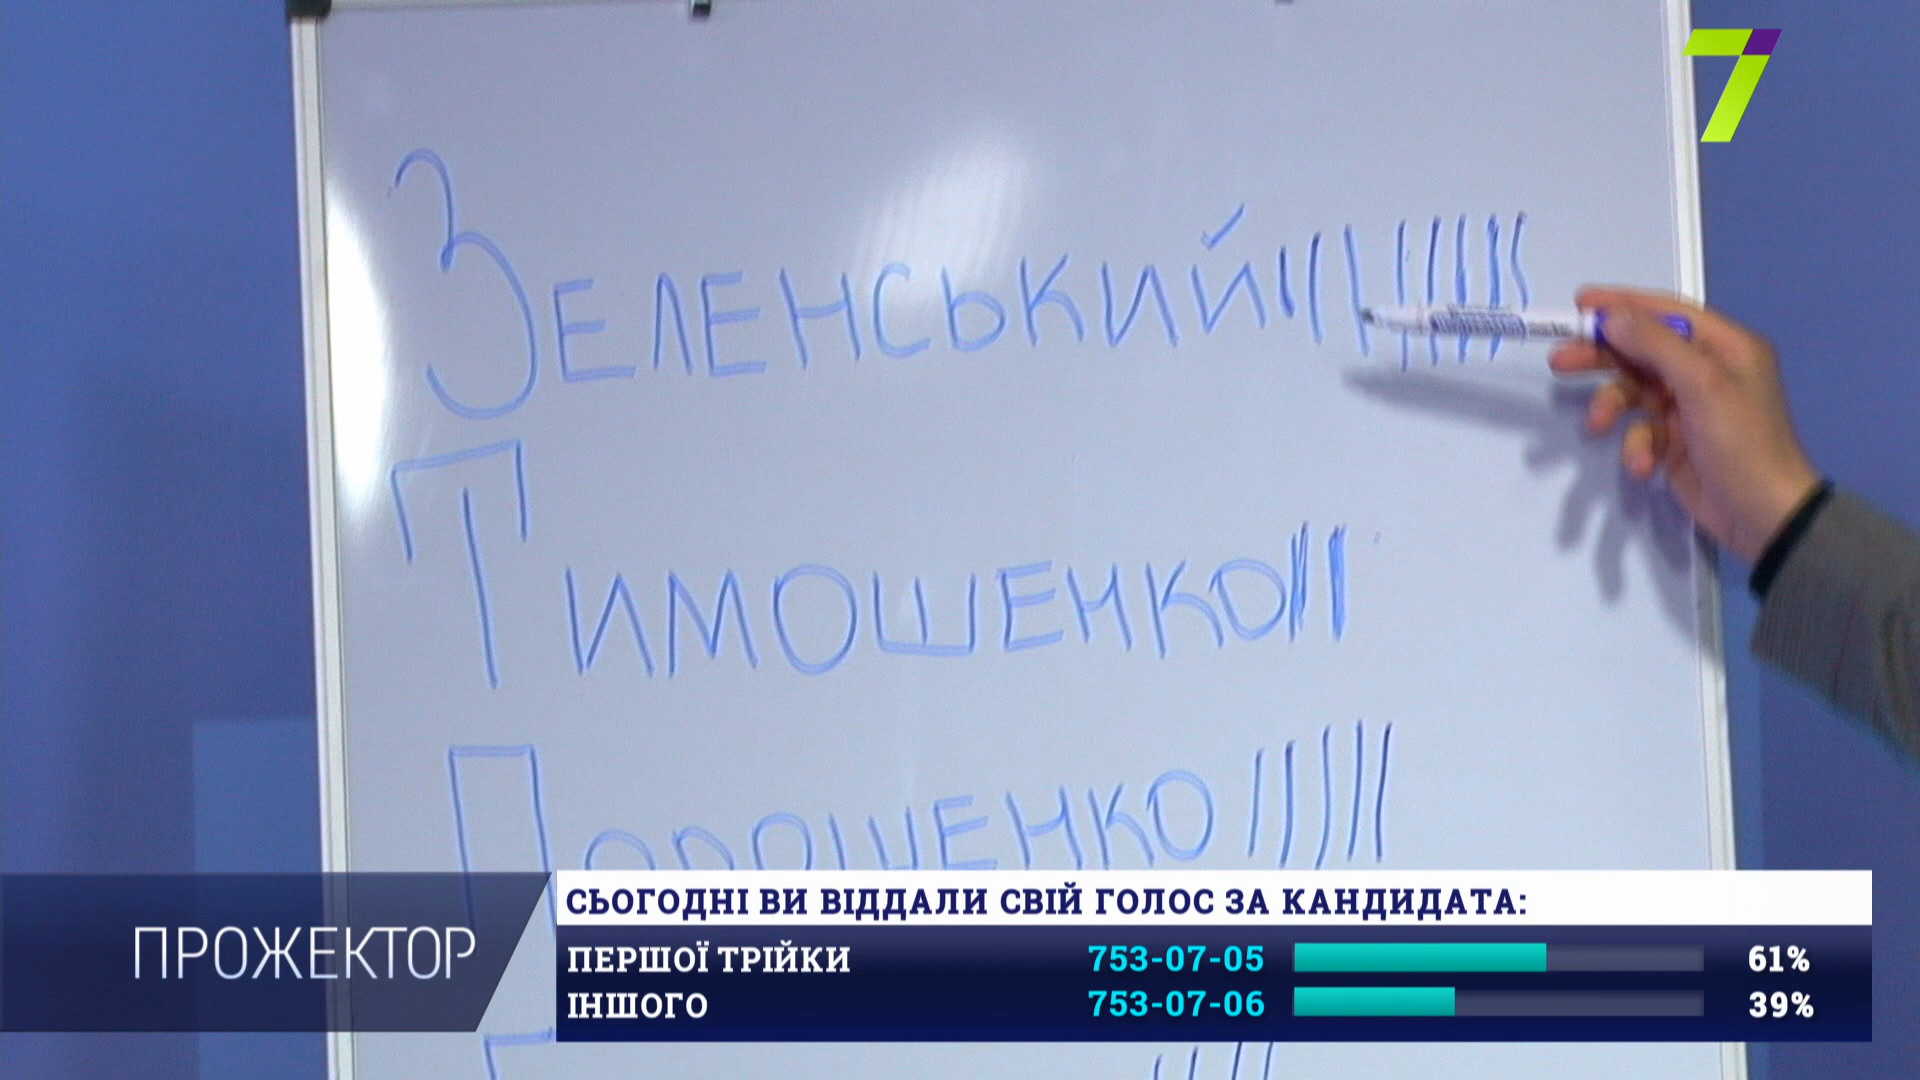 7
Зеленський
Тимошенко
Порошенко
ПРОЖЕКТОР
СЬОГОДНІ ВИ ВІДДАЛИ СВІЙ ГОЛОС ЗА КАНДИДАТА:
ПЕРШОЇ ТРІЙКИ 753-07-05 61%
ІНШОГО 753-07-06 39%